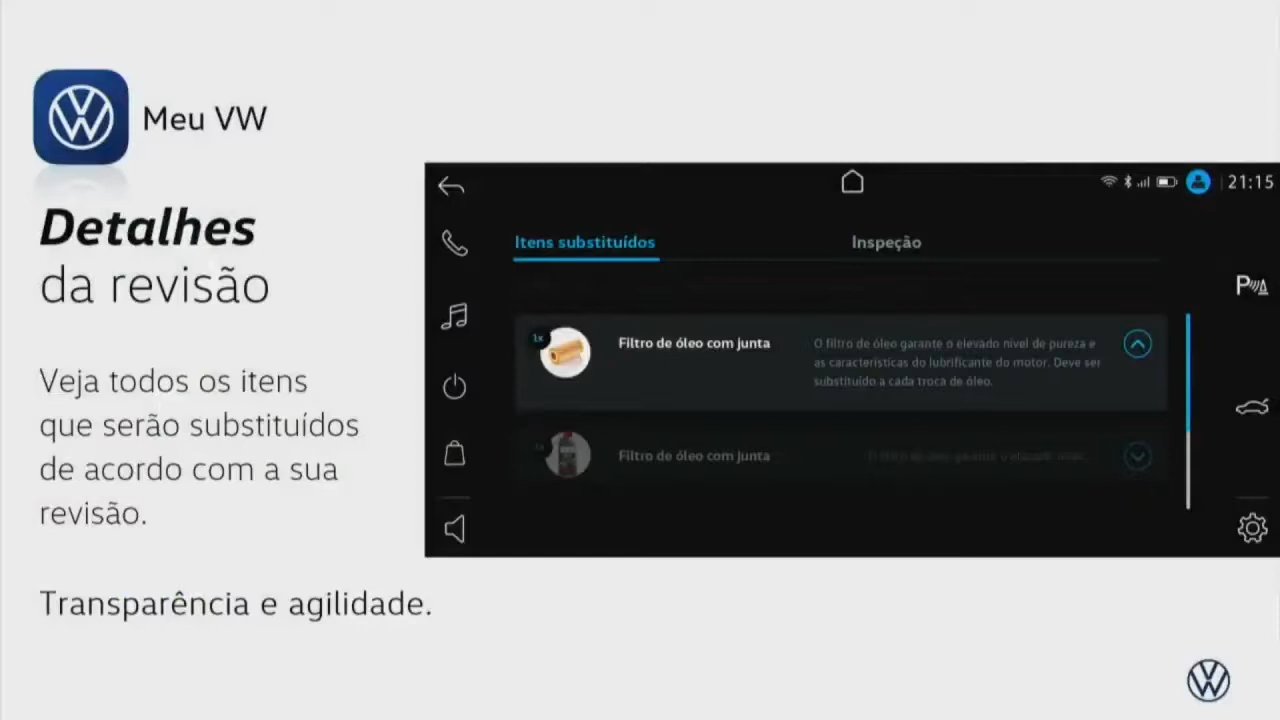 Meu VW
Detalhes
da revisão
Veja todos os itens
que serão substituídos
de acordo com a sua
revisão.
Transparência e agilidade.
21:15
Itens substituídos
Inspeção
1x
Filtro de óleo com junta
O filtro de óleo garante o elevado nível de pureza e
as características do lubrificante do motor. Deve ser
substituído a cada troca de óleo.
Filtro de óleo com junta